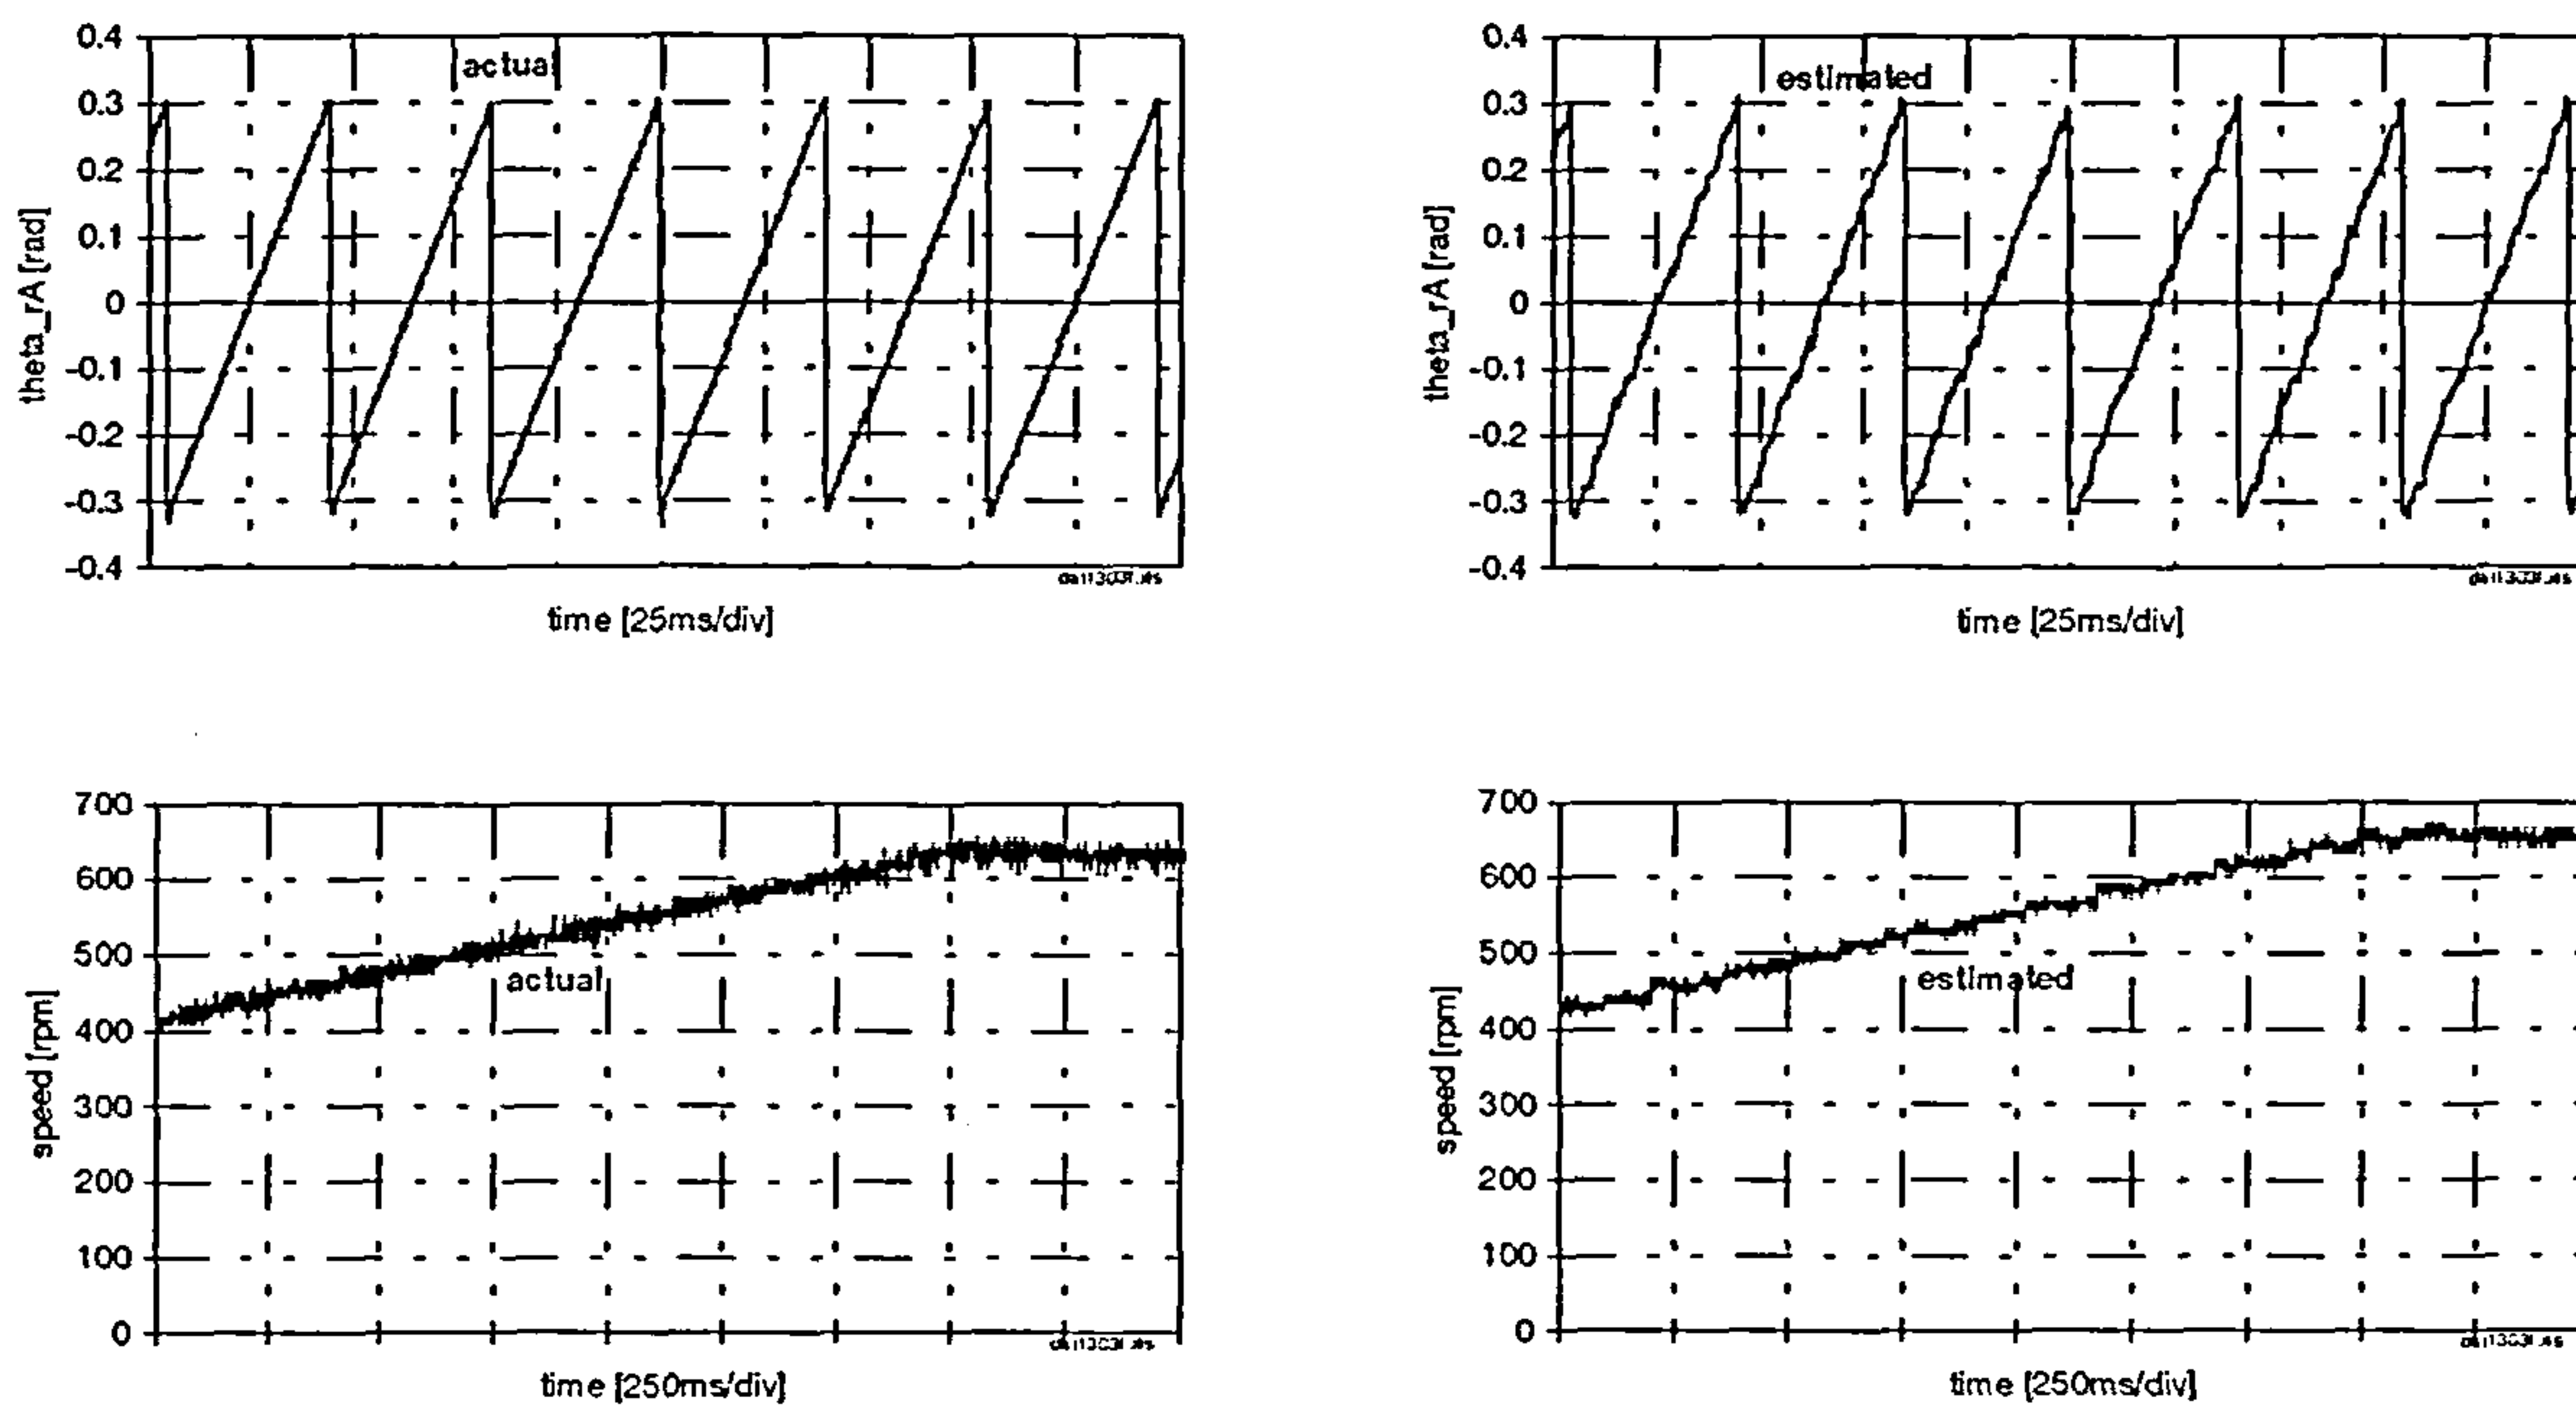 0.4
0.3
0.2
0.1
0
-0.1
-0.2
-0.3
-0.4
theta_rA [rad]
actual
time [25ms/div]
0.4
0.3
0.2
0.1
0
-0.1
-0.2
-0.3
-0.4
theta_rA [rad]
estimated
time [25ms/div]
700
600
500
400
300
200
100
0
speed [rpm]
actual
time [250ms/div]
700
600
500
400
300
200
100
0
speed [rpm]
estimated
time [250ms/div]